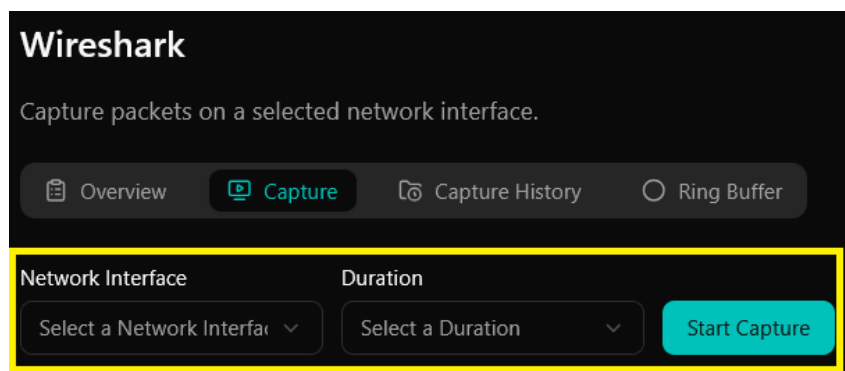 Wireshark
Capture packets on a selected network interface.
Overview Capture Capture History Ring Buffer
Network Interface Duration
Select a Network Interfac Select a Duration Start Capture